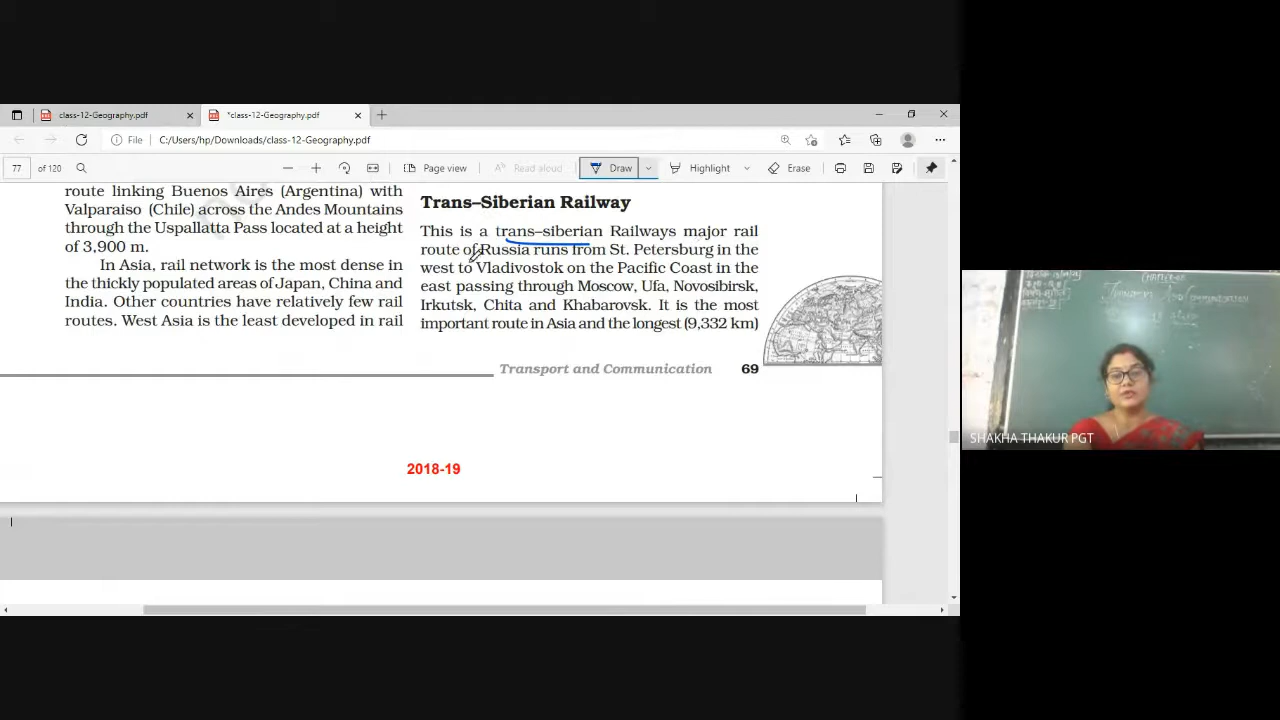 class-12-Geography.pdf
*class-12-Geography.pdf
File C:/Users/hp/Downloads/class-12-Geography.pdf
77 of 120
Page view
Read aloud
Draw
Highlight
Erase
route linking Buenos Aires (Argentina) with
Valparaiso (Chile) across the Andes Mountains
through the Uspallatta Pass located at a height
of 3,900 m.
In Asia, rail network is the most dense in
the thickly populated areas of Japan, China and
India. Other countries have relatively few rail
routes. West Asia is the least developed in rail
Trans–Siberian Railway
This is a trans–siberian Railways major rail
route of Russia runs from St. Petersburg in the
west to Vladivostok on the Pacific Coast in the
east passing through Moscow, Ufa, Novosibirsk,
Irkutsk, Chita and Khabarovsk. It is the most
important route in Asia and the longest (9,332 km)
Transport and Communication 69
2018-19
Transport And Communication
SHAKHA THAKUR PGT